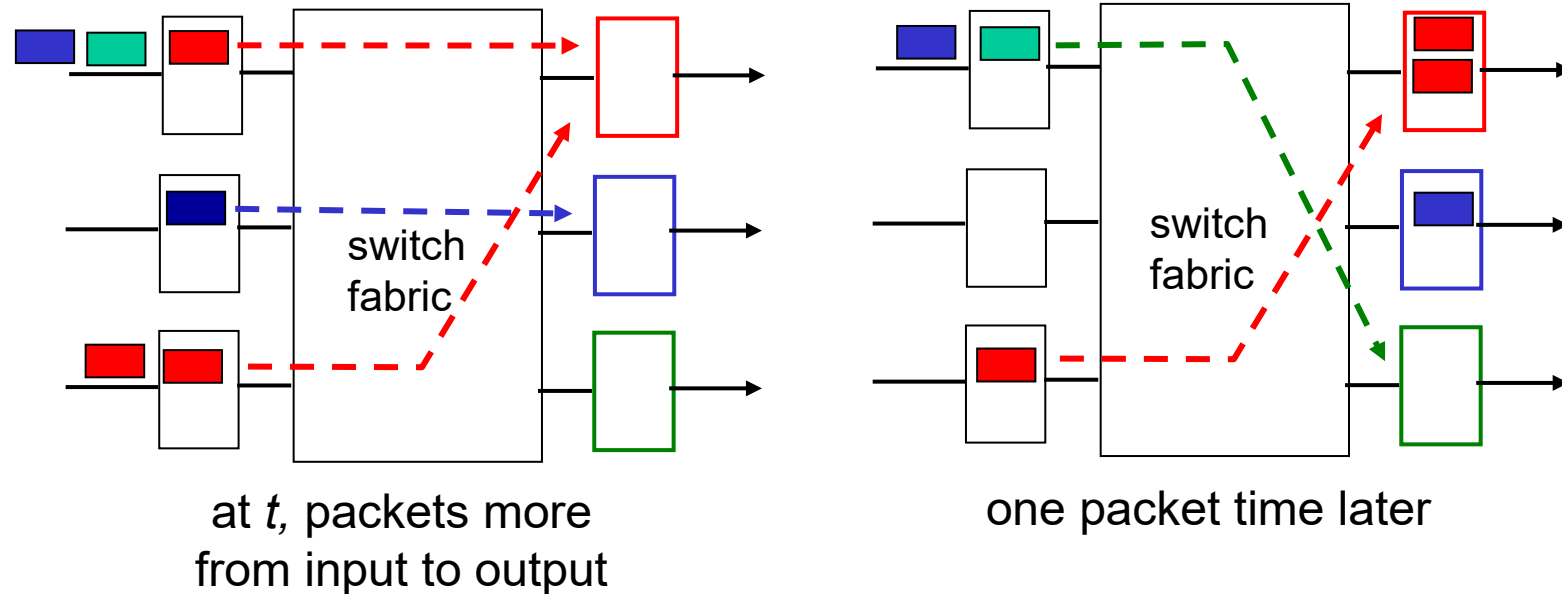 switch
fabric
at t, packets more
from input to output
switch
fabric
one packet time later